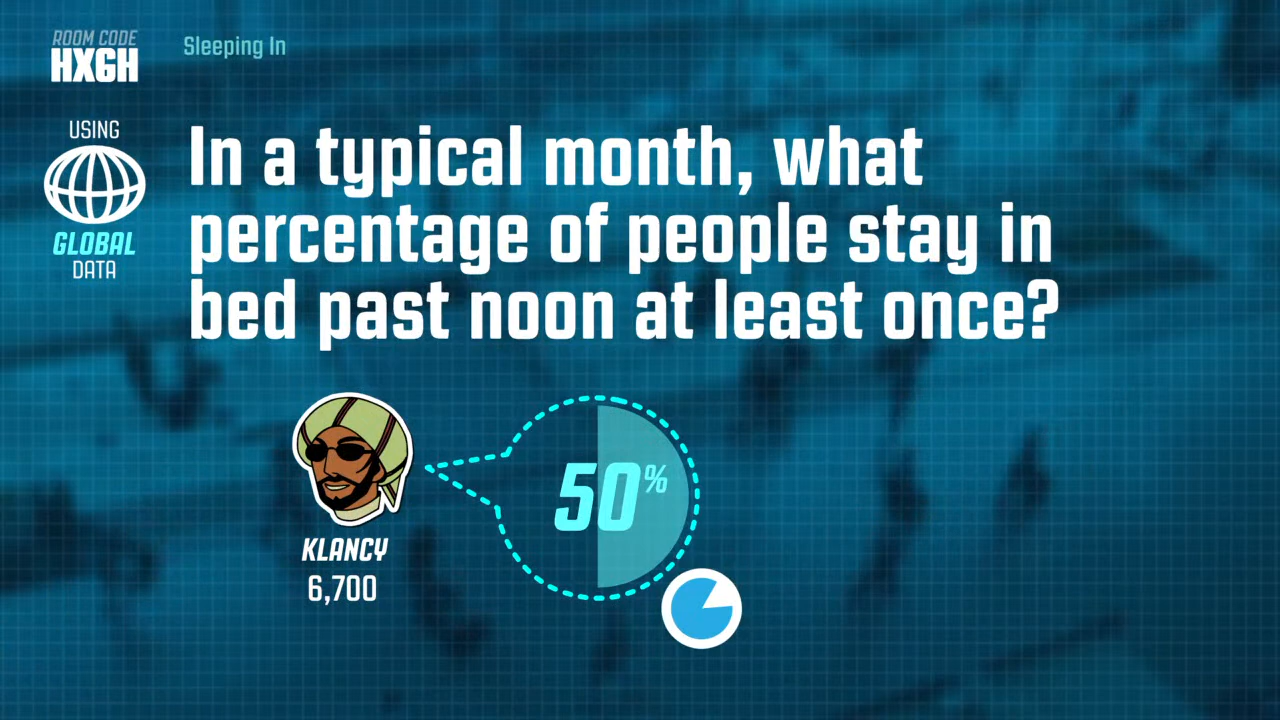 ROOM CODE
HX6H
Sleeping In
USING
GLOBAL
DATA
In a typical month, what
percentage of people stay in
bed past noon at least once?
50%
KLANCY
6,700